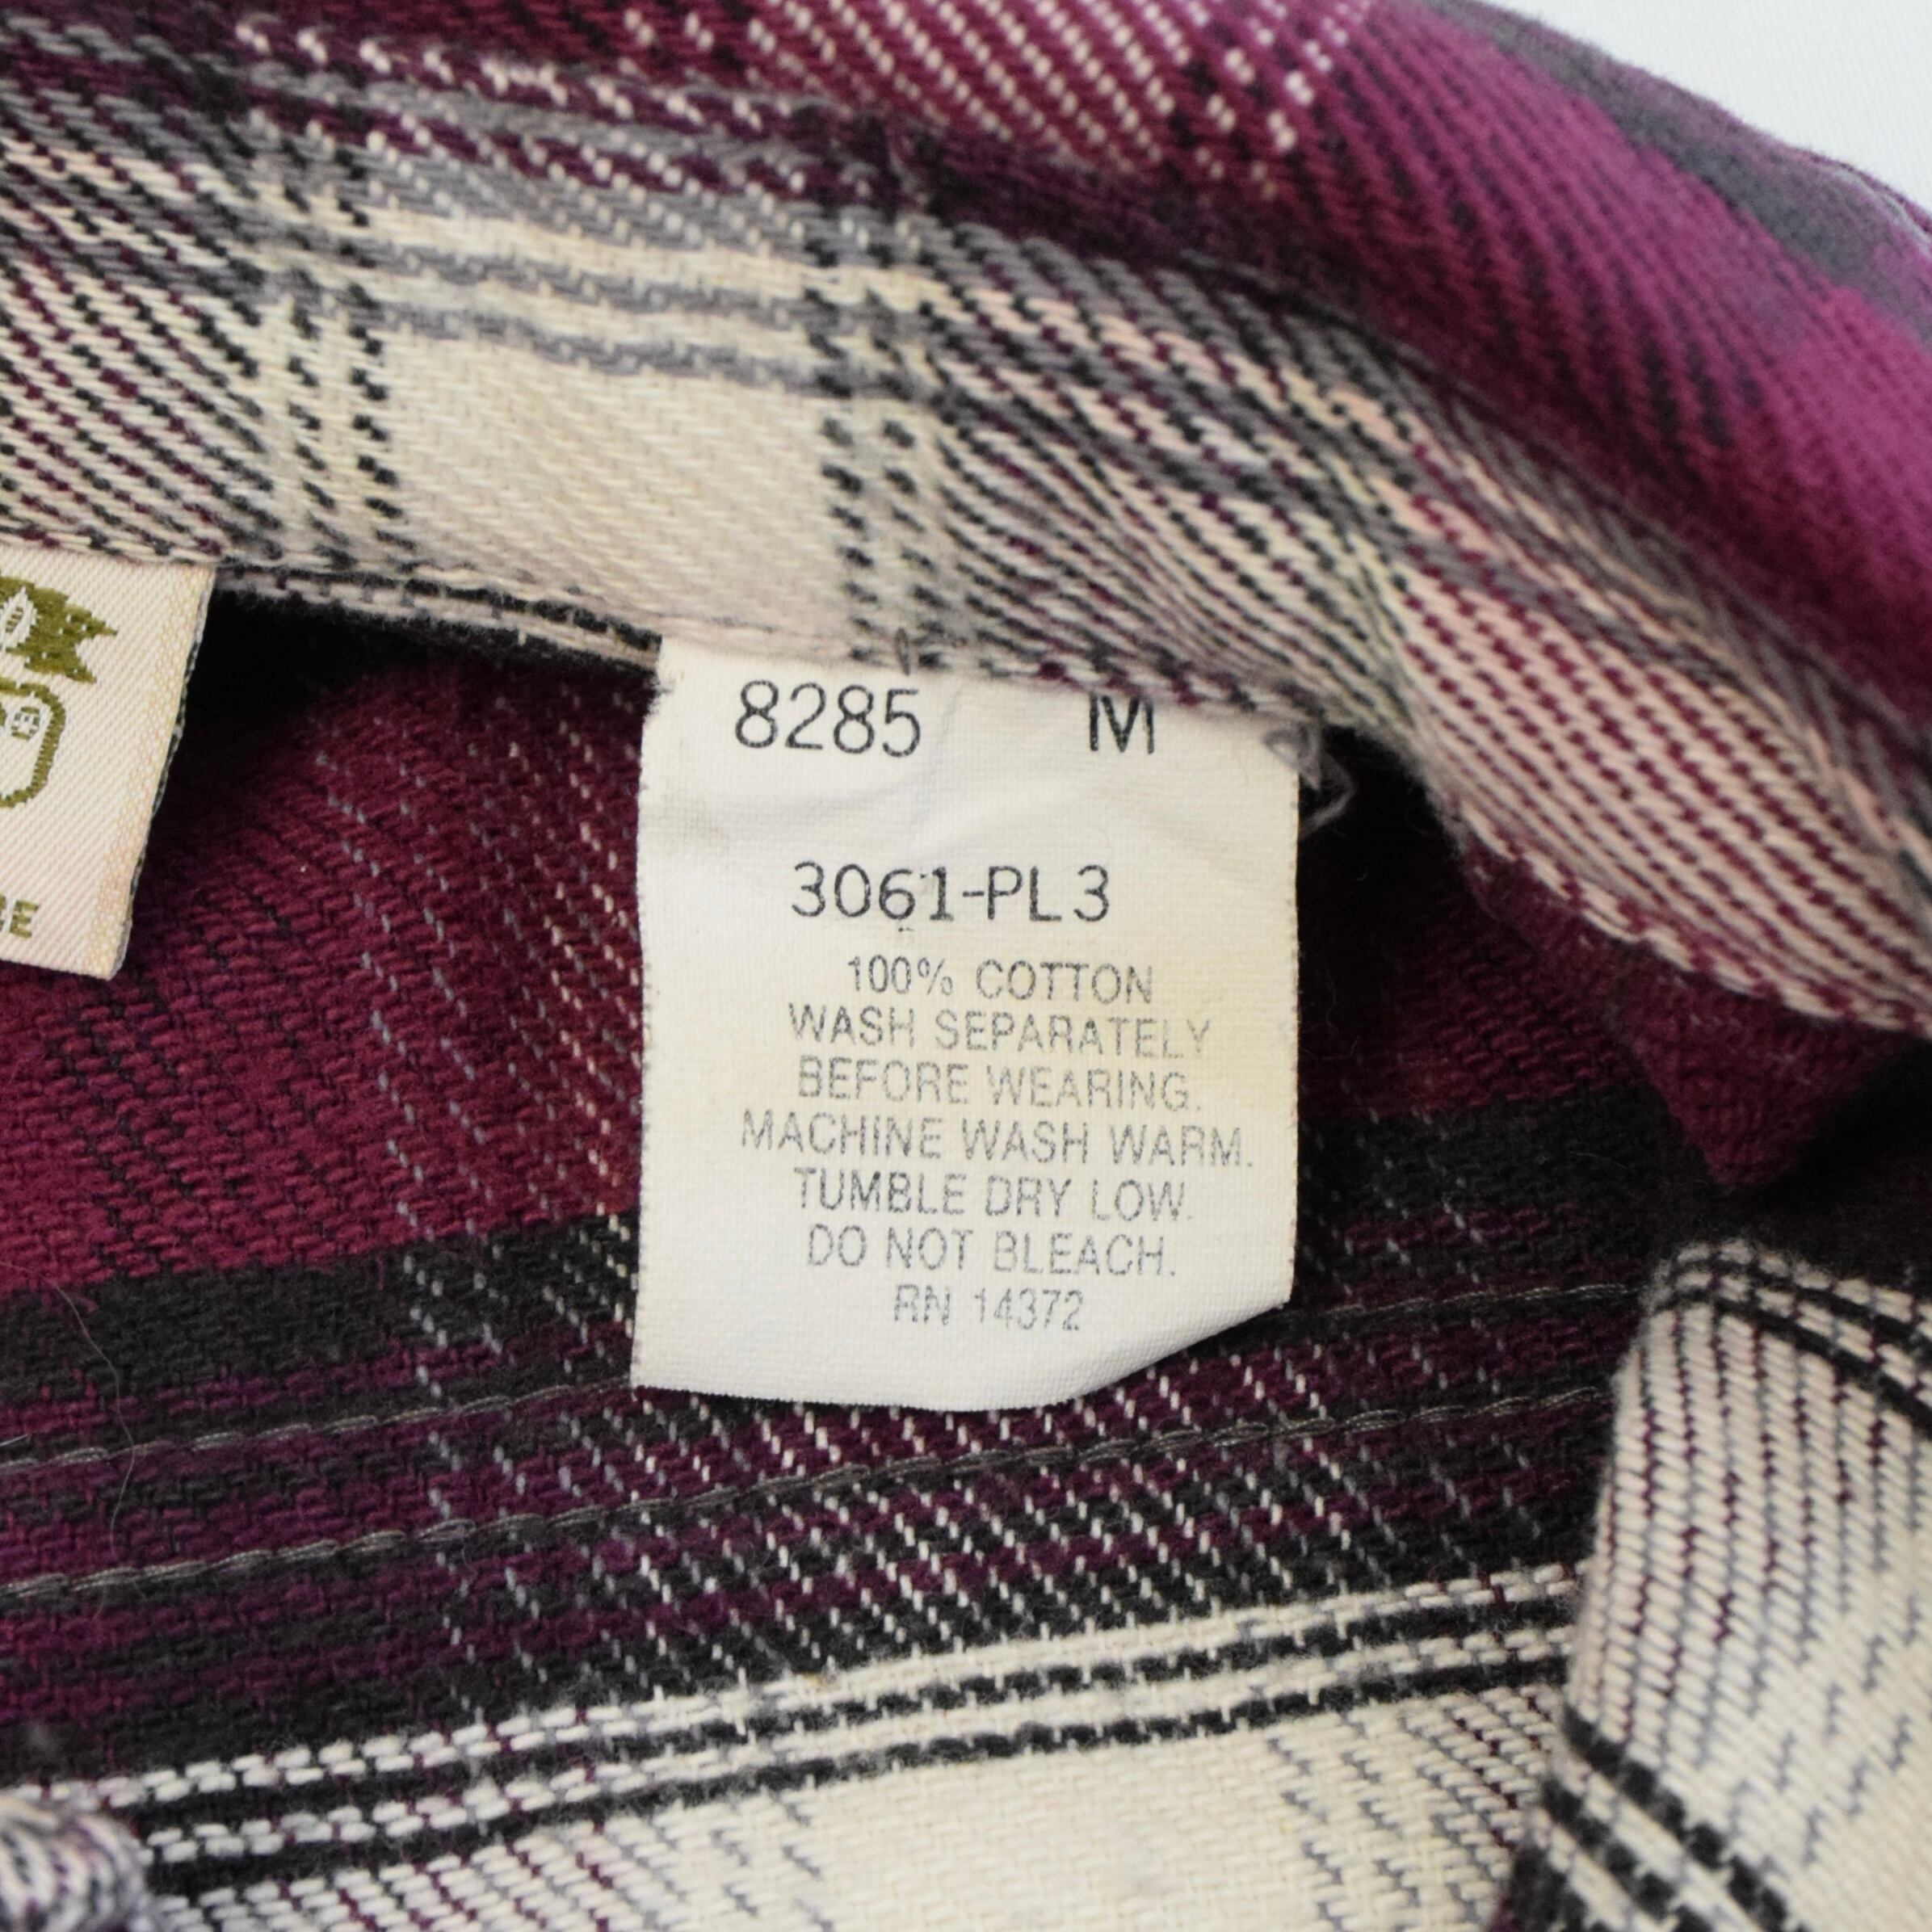 8285 M
3061-PL3
100% COTTON
WASH SEPARATELY
BEFORE WEARING.
MACHINE WASH WARM.
TUMBLE DRY LOW.
DO NOT BLEACH.
RN 14372